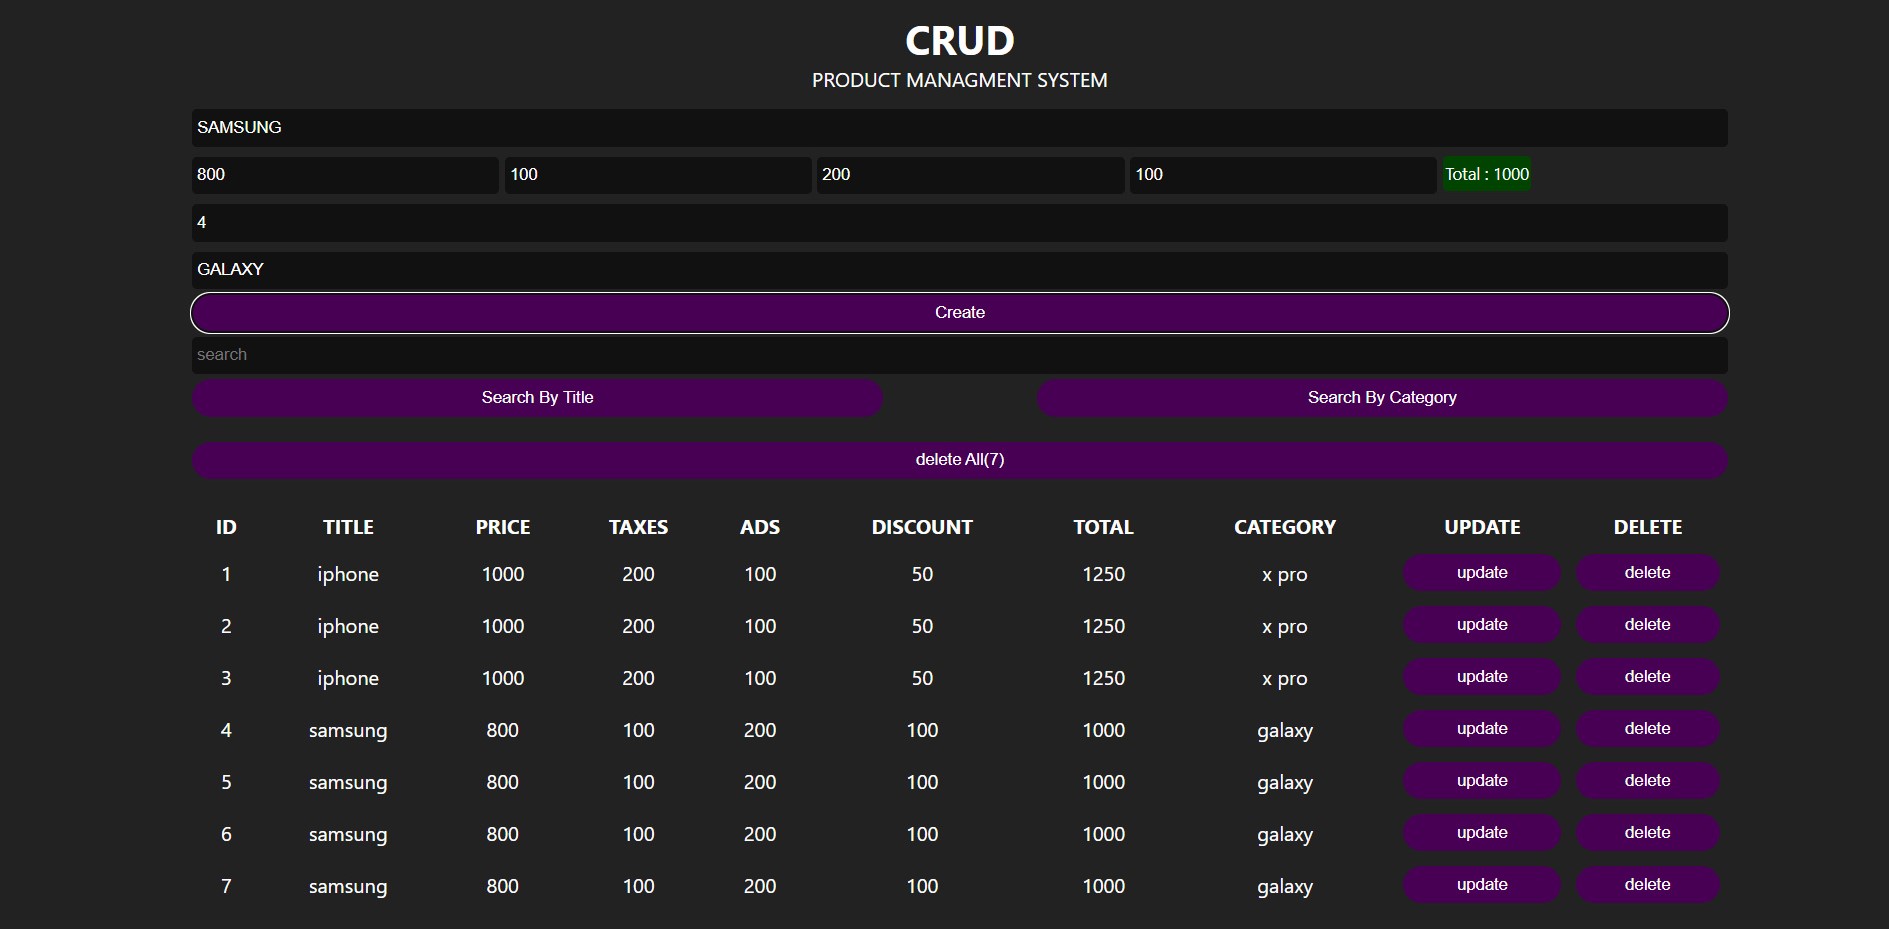 CRUD
PRODUCT MANAGMENT SYSTEM
SAMSUNG
800 100 200 100 Total : 1000
4
GALAXY
Create
search
Search By Title Search By Category
delete All(7)
ID TITLE PRICE TAXES ADS DISCOUNT TOTAL CATEGORY UPDATE DELETE
1 iphone 1000 200 100 50 1250 x pro update delete
2 iphone 1000 200 100 50 1250 x pro update delete
3 iphone 1000 200 100 50 1250 x pro update delete
4 samsung 800 100 200 100 1000 galaxy update delete
5 samsung 800 100 200 100 1000 galaxy update delete
6 samsung 800 100 200 100 1000 galaxy update delete
7 samsung 800 100 200 100 1000 galaxy update delete